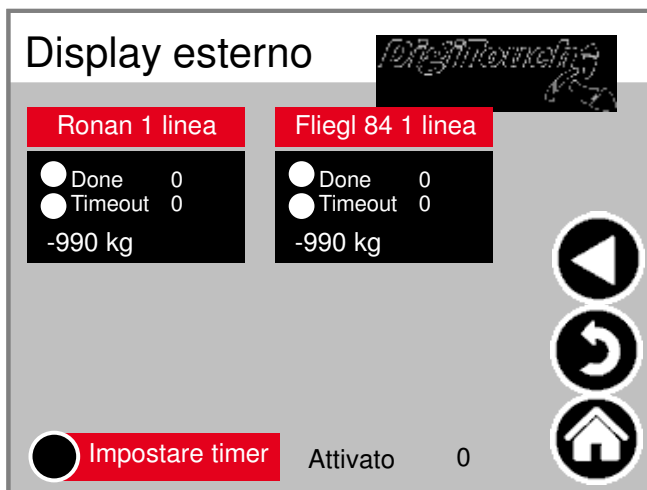 Display esterno
DigiTouch
Ronan 1 linea
Fliegl 84 1 linea
Done 0
Timeout 0
-990 kg
Done 0
Timeout 0
-990 kg
Impostare timer
Attivato 0